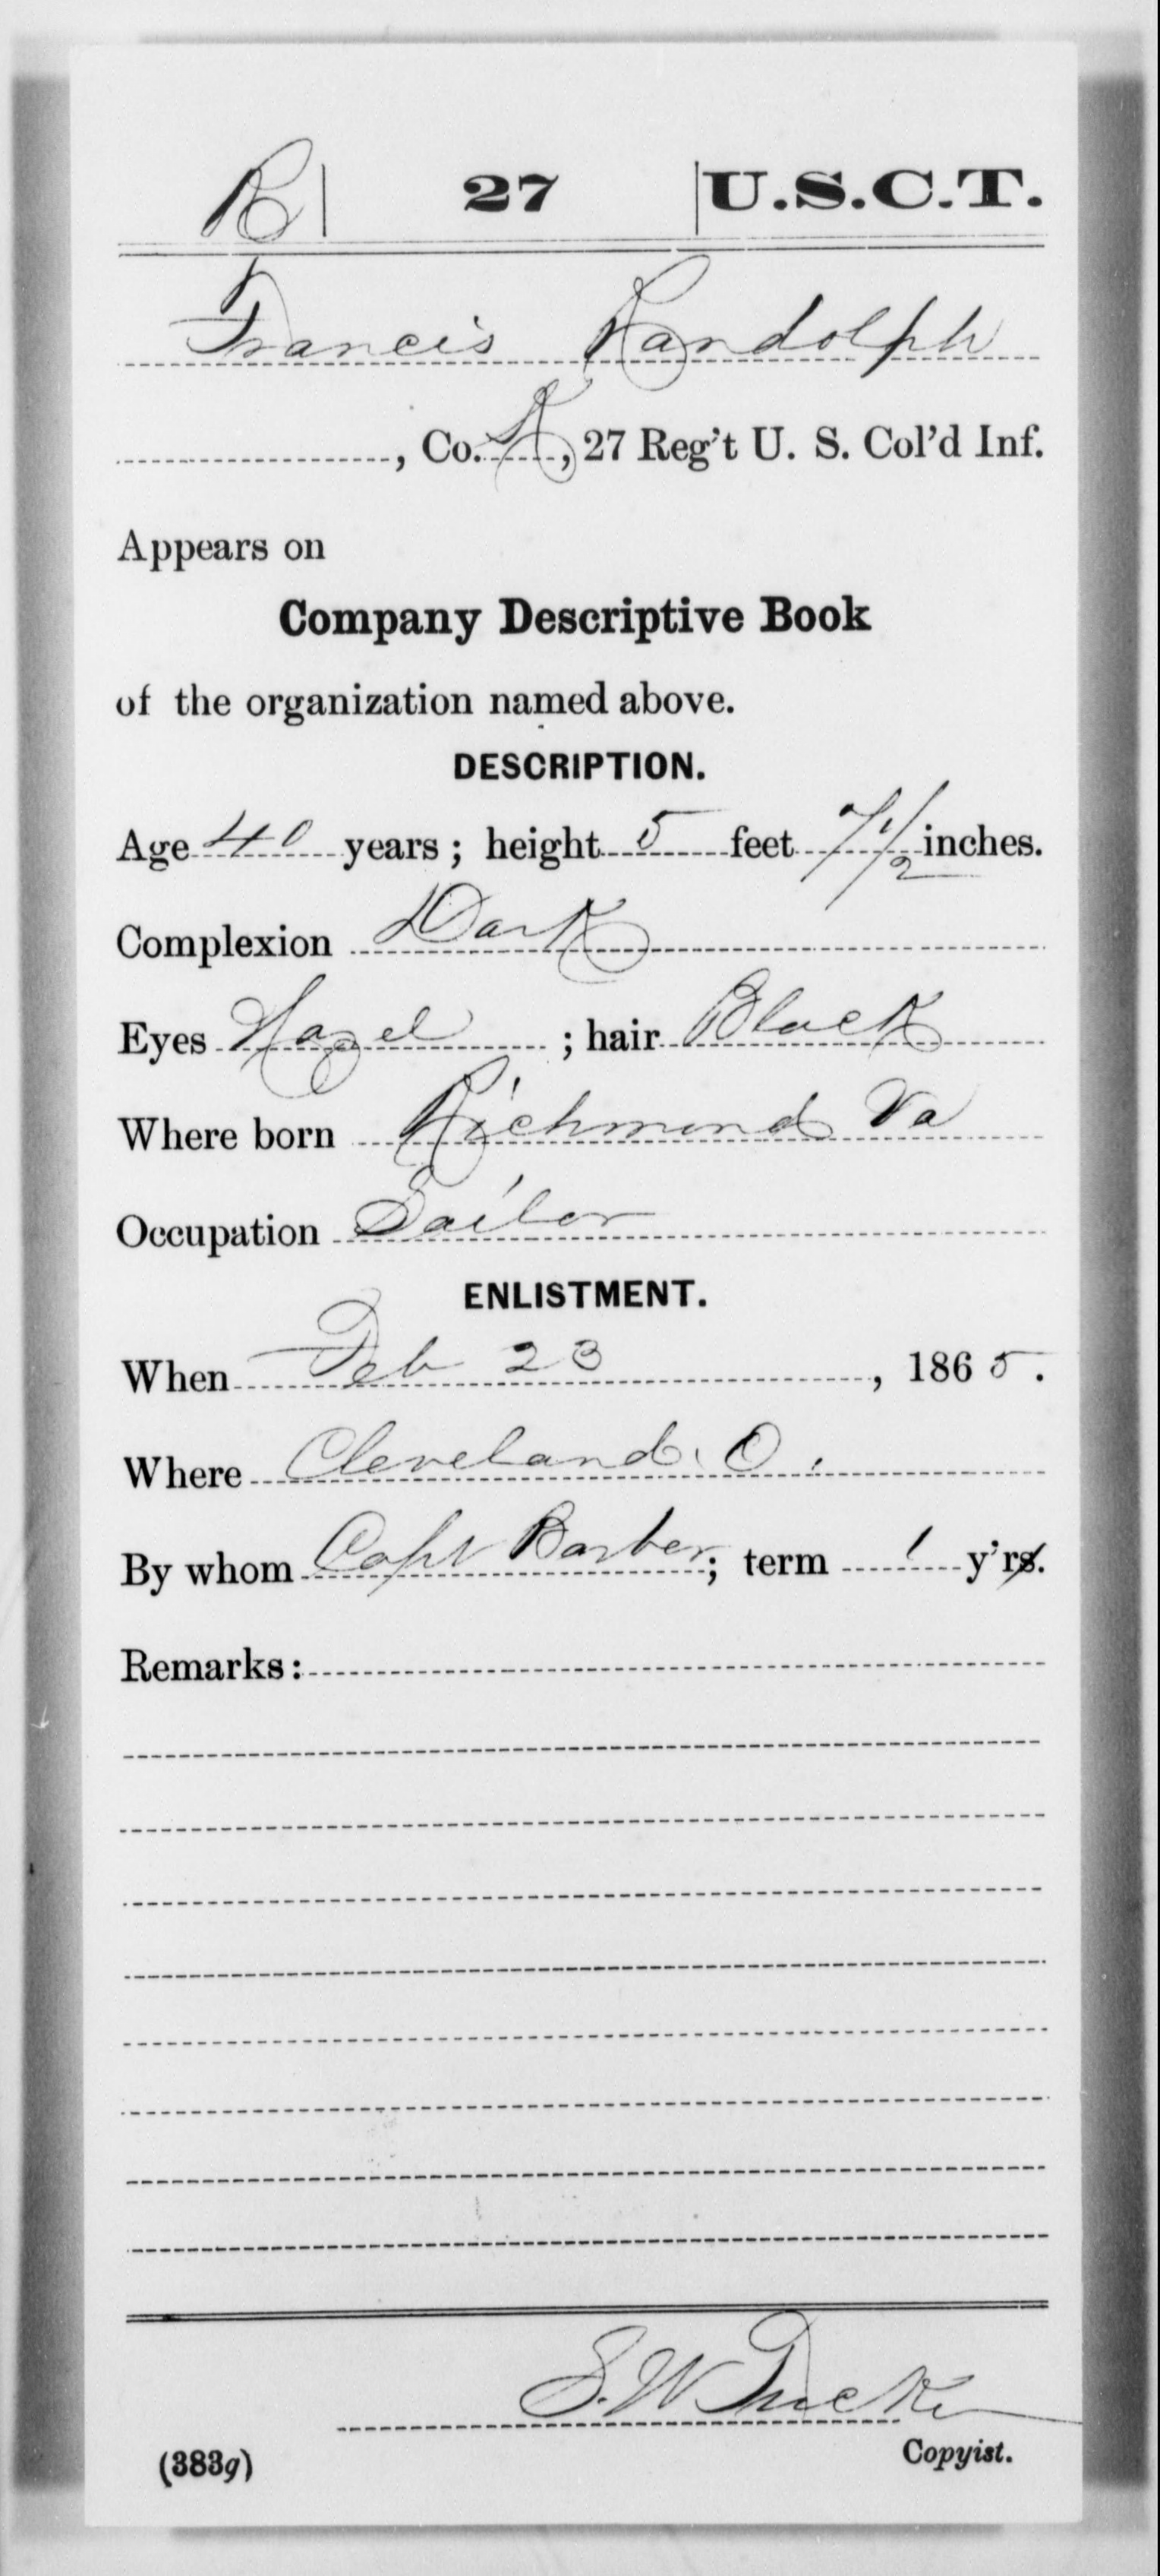 R 27 U.S.C.T.
Francis Randolph
, Co. K, 27 Reg't U. S. Col'd Inf.
Appears on
Company Descriptive Book
of the organization named above.
DESCRIPTION.
Age 40 years; height 5 feet 7 1/2 inches.
Complexion Dark
Eyes Hazel ; hair Black
Where born Richmond Va
Occupation Sailor
ENLISTMENT.
When Feb 23, 1865.
Where Cleveland. O.
By whom Capt Barber; term 1 y'rs.
Remarks:
S. W. Tucker
Copyist.
(383g)